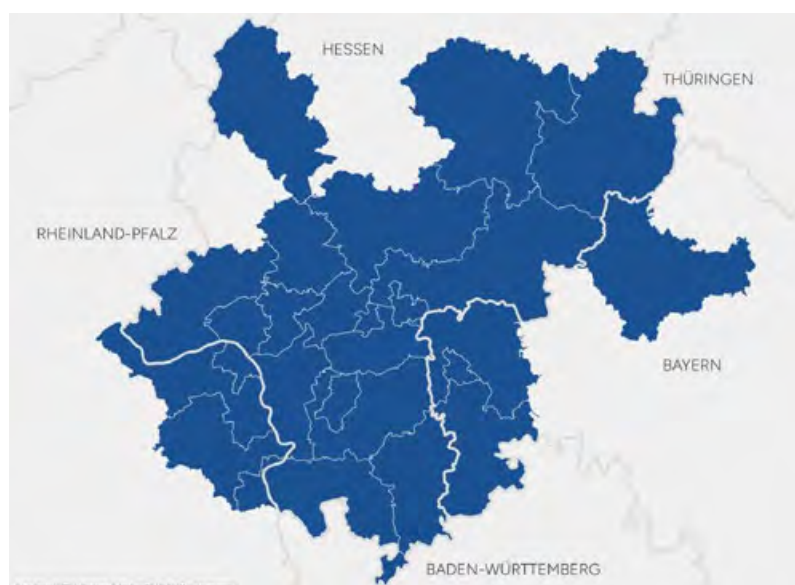 HESSEN
THÜRINGEN
RHEINLAND-PFALZ
BAYERN
BADEN-WÜRTTEMBERG